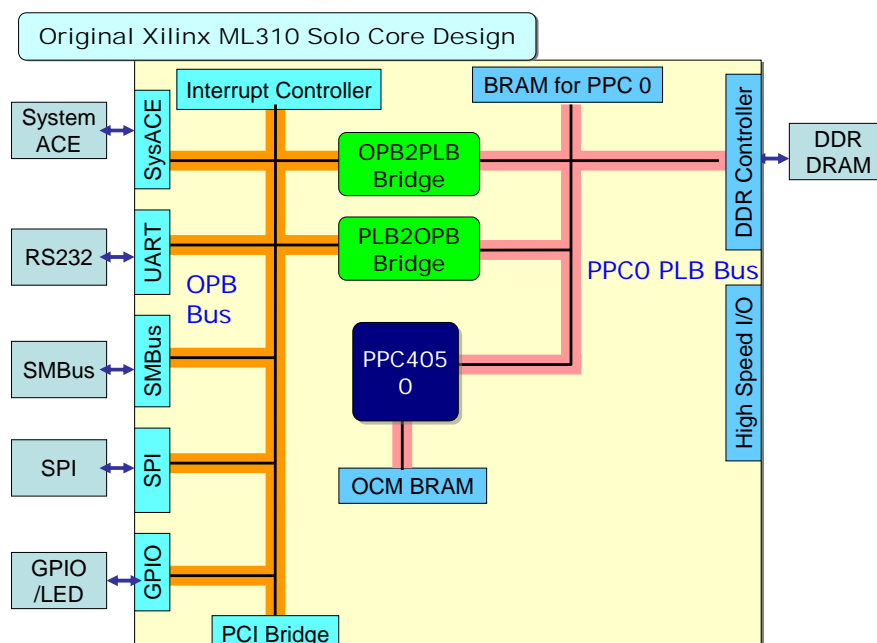 Original Xilinx ML310 Solo Core Design
Interrupt Controller
BRAM for PPC 0
System
ACE
SysACE
OPB2PLB
Bridge
DDR Controller
DDR
DRAM
RS232
UART
OPB
Bus
PLB2OPB
Bridge
PPC0 PLB Bus
SMBus
SMBus
PPC405
0
High Speed I/O
SPI
SPI
OCM BRAM
GPIO
/LED
GPIO
PCI Bridge